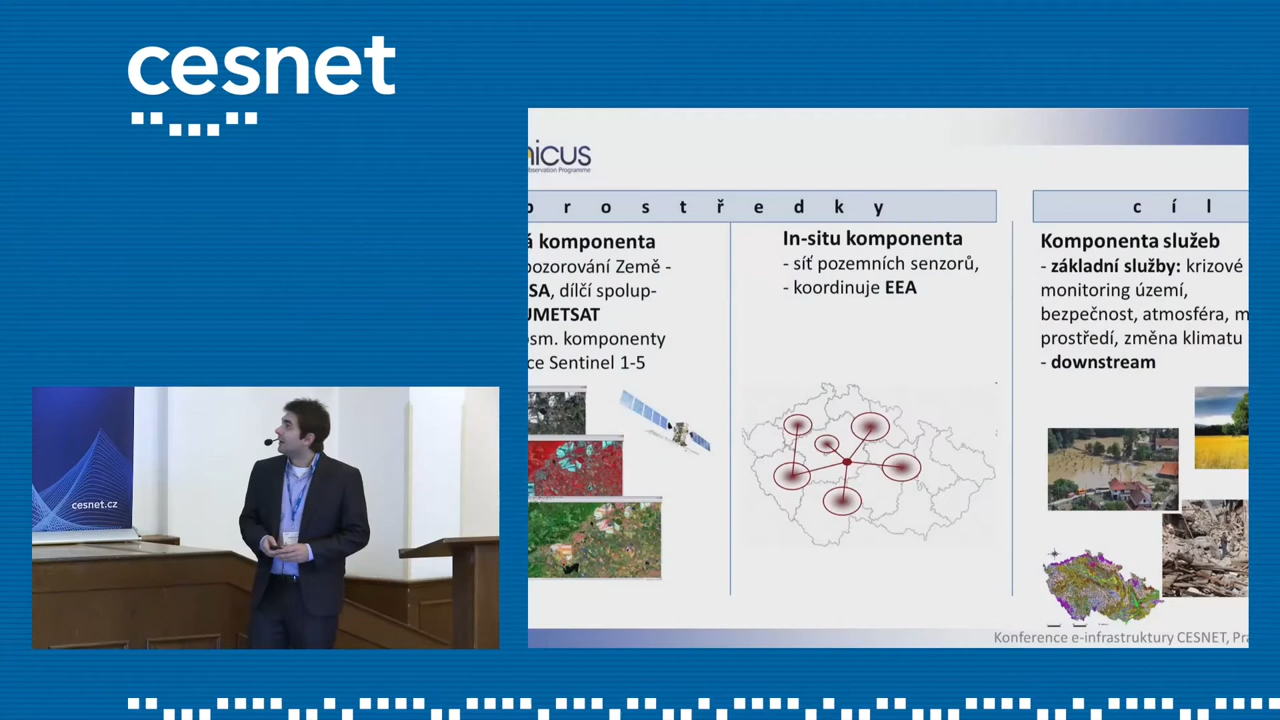 cesnet
nicus
bservation Programme
r o s t ř e d k y
c í l
á komponenta
pozorování Země -
SA, dílčí spolup-
UMETSAT
sm. komponenty
ce Sentinel 1-5
In-situ komponenta
- síť pozemních senzorů,
- koordinuje EEA
Komponenta služeb
- základní služby: krizové
monitoring území,
bezpečnost, atmosféra, m
prostředí, změna klimatu
- downstream
cesnet.cz
Konference e-infrastruktury CESNET, Pra